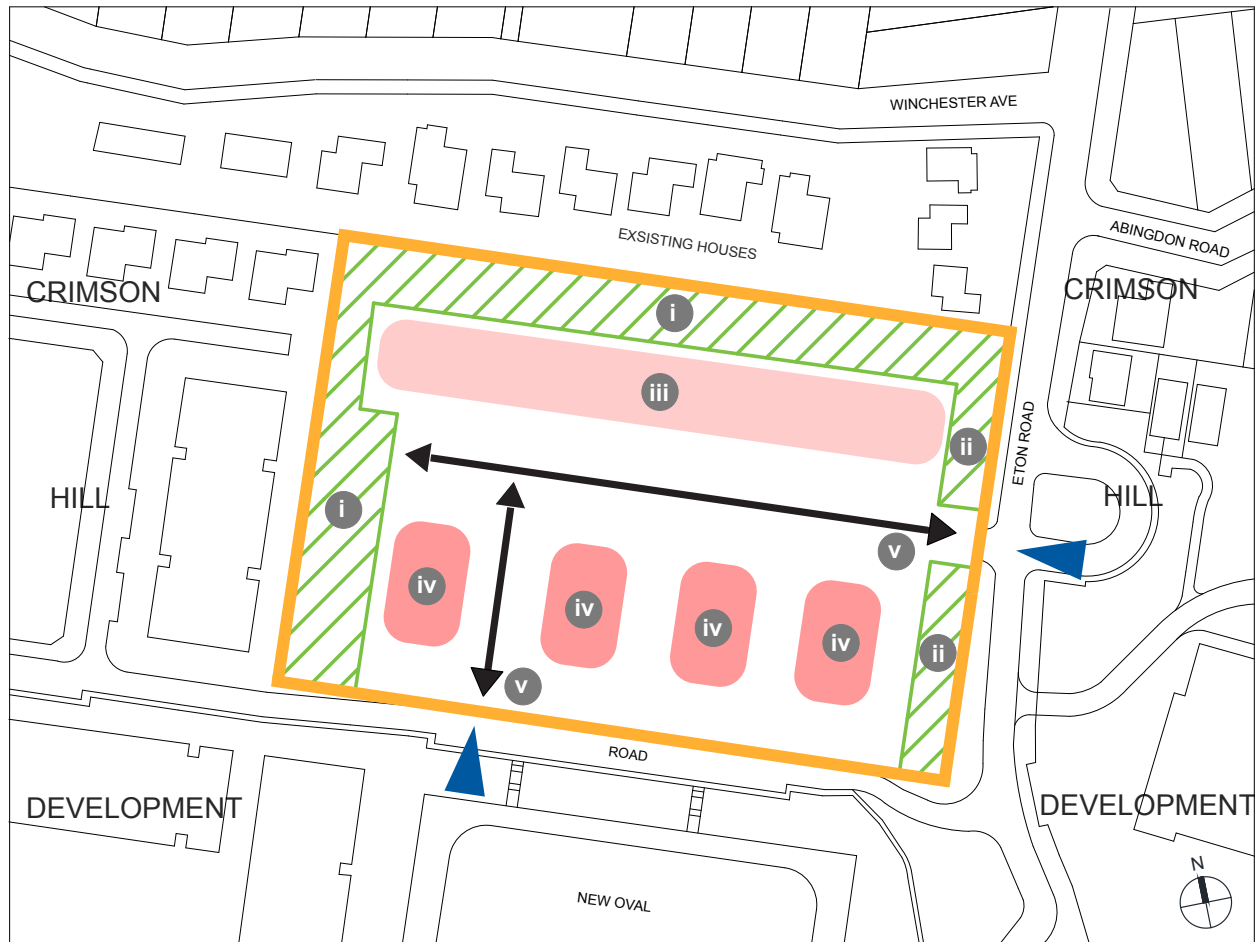 WINCHESTER AVE
ABINGDON ROAD
EXSISTING HOUSES
CRIMSON
CRIMSON
i
iii
ETON ROAD
ii
HILL
HILL
i
v
iv
iv
iv
iv
ii
v
ROAD
DEVELOPMENT
DEVELOPMENT
N
NEW OVAL